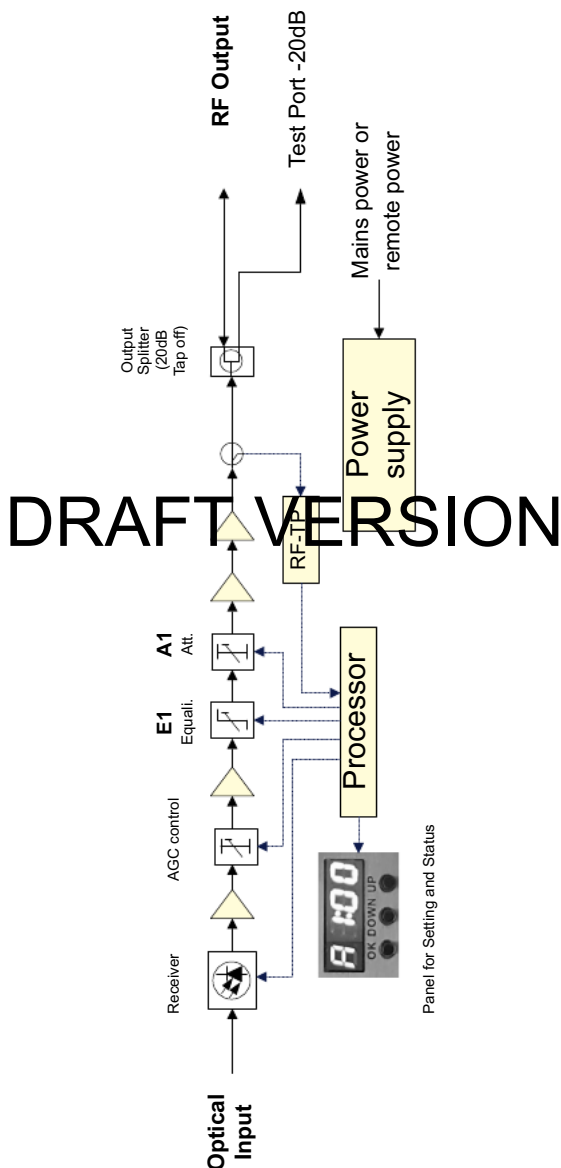 Optical
Input
Receiver
AGC control
E1
Equali.
A1
Att.
Output
Splitter
(20dB
Tap off)
RF Output
Test Port -20dB
Mains power or
remote power
Power
supply
RF-TP
Processor
A 1:00
OK DOWN UP
Panel for Setting and Status
DRAFT VERSION